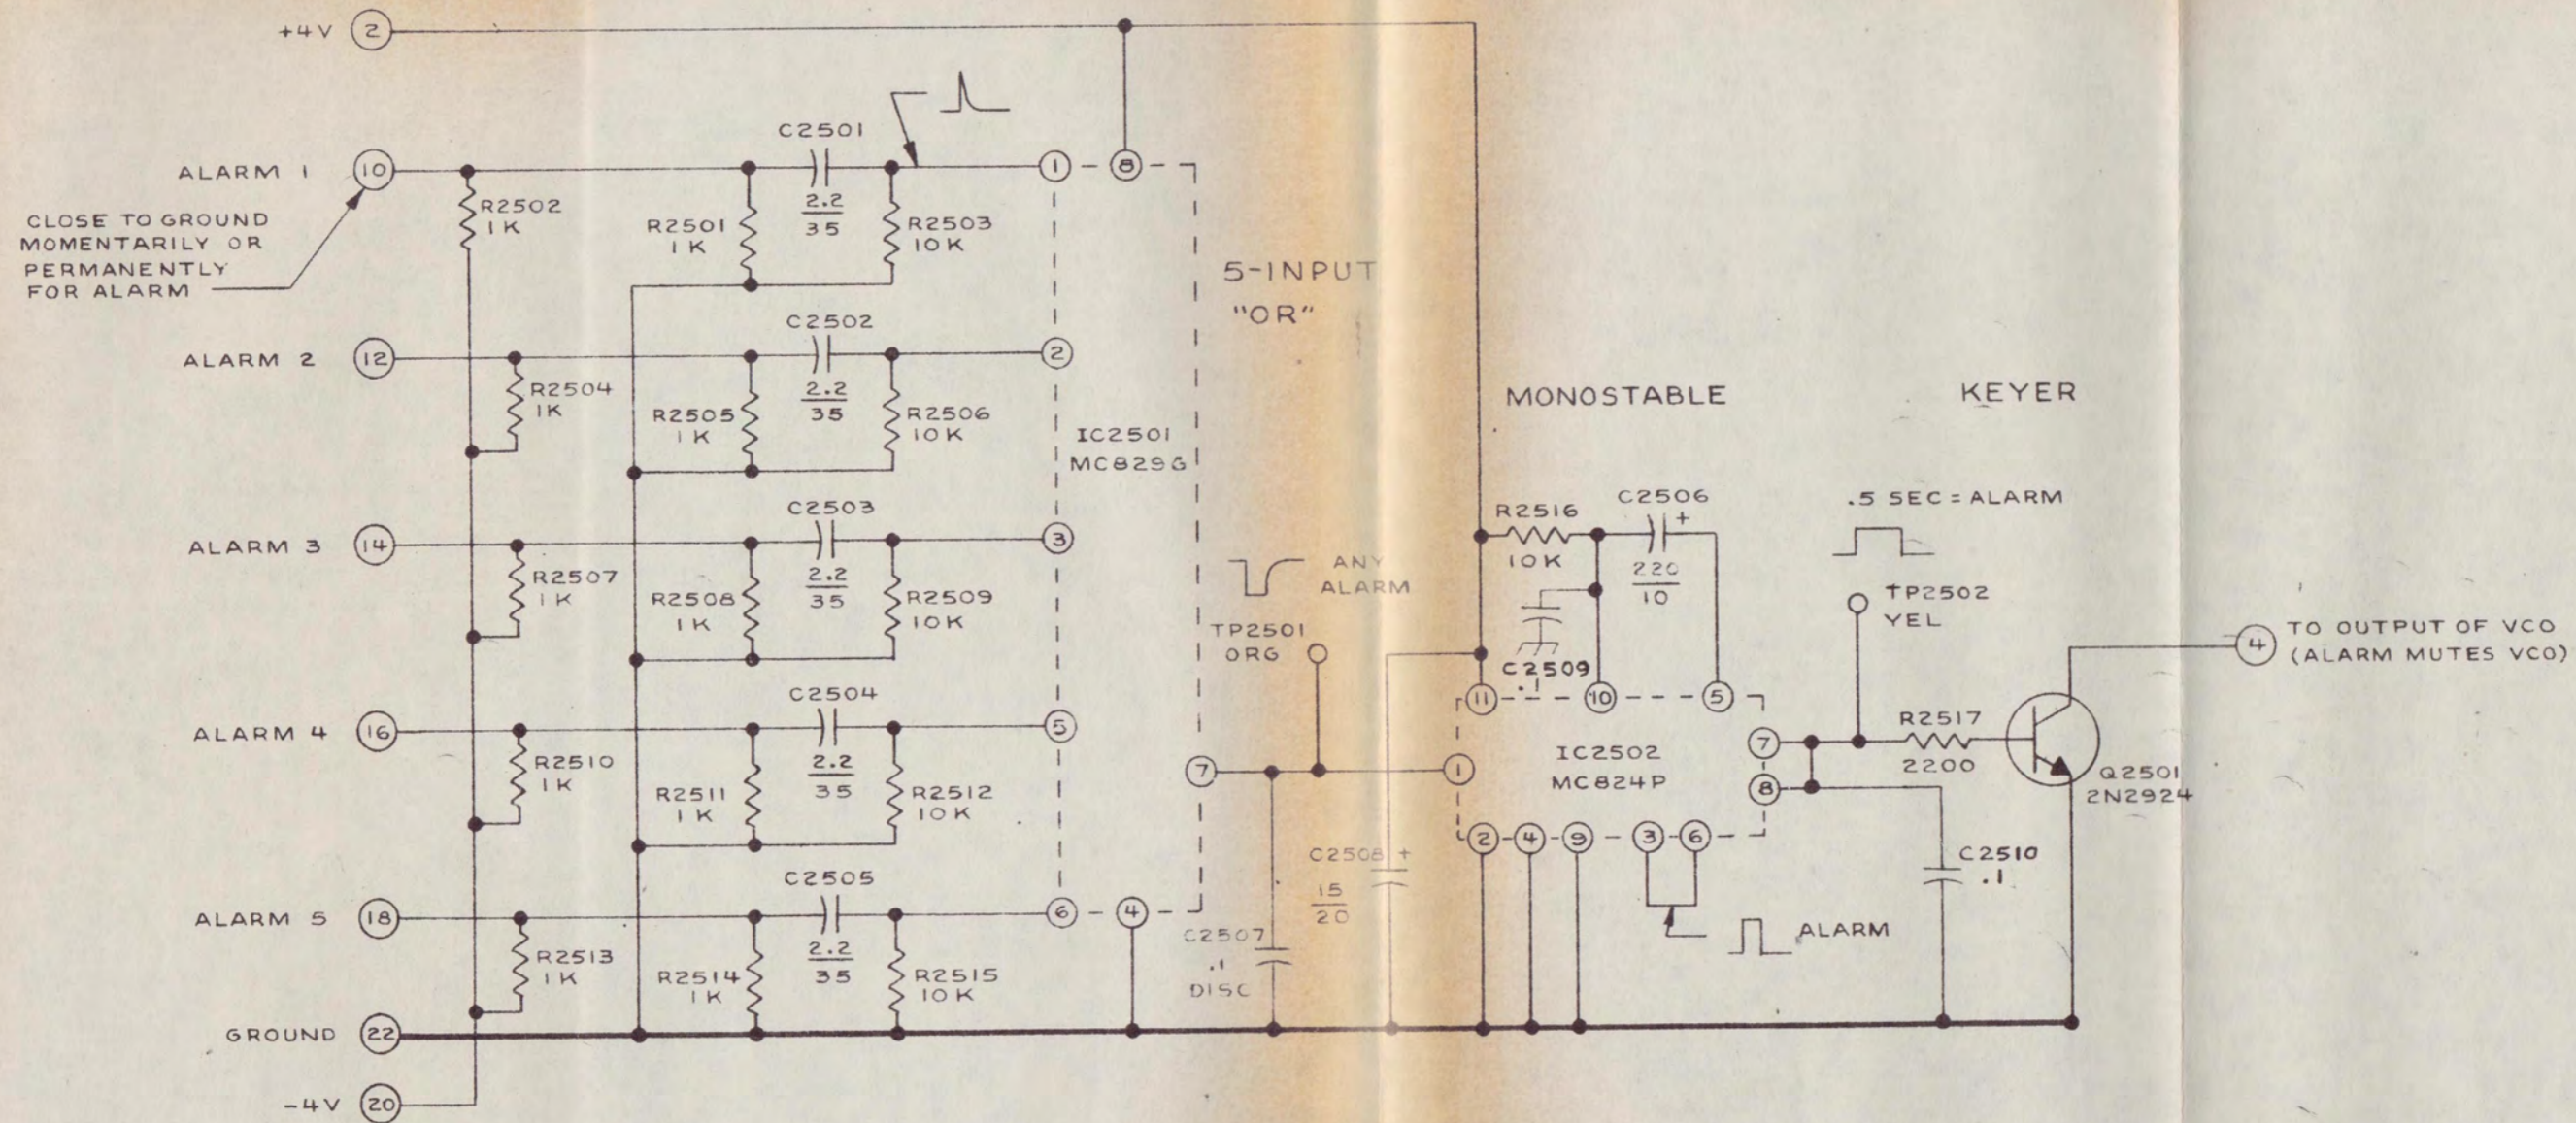 +4V 2
C2501
2.2
35
ALARM 1 10
1 8
CLOSE TO GROUND
MOMENTARILY OR
PERMANENTLY
FOR ALARM
R2502
1K
R2501
1K
R2503
10K
5-INPUT
"OR"
C2502
2.2
35
ALARM 2 12
2
R2504
1K
R2505
1K
R2506
10K
IC2501
MC829G
MONOSTABLE
KEYER
C2503
2.2
35
ALARM 3 14
3
R2507
1K
R2508
1K
R2509
10K
ANY
ALARM
TP2501
ORG
R2516
10K
C2506
+
220
10
C2509
.1
.5 SEC = ALARM
TP2502
YEL
4 TO OUTPUT OF VCO
(ALARM MUTES VCO)
C2504
2.2
35
ALARM 4 16
5
R2510
1K
R2511
1K
R2512
10K
7
11 10 5
1
IC2502
MC824P
7
8
2 4 9 3 6
ALARM
R2517
2200
Q2501
2N2924
C2510
.1
C2505
2.2
35
ALARM 5 18
6 4
R2513
1K
R2514
1K
R2515
10K
C2507
.1
DISC
C2508 +
15
20
GROUND 22
-4V 20